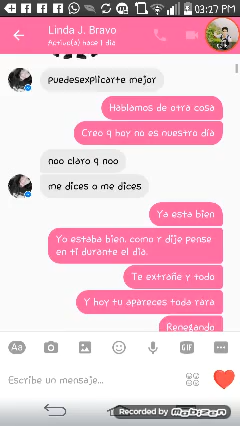 03:27 PM
Linda J. Bravo
Active(a) hace 1 día
puedesexplicarte mejor
Hablamos de otra cosa
Creo q hoy no es nuestro día
noo claro q noo
me dices o me dices
Ya esta bien
Yo estaba bien. como r dije pense
en ti durante el día.
Te extrañe y todo
Y hoy tu apareces toda rara
Renegando
Aa
GIF
Escribe un mensaje...
Recorded by
Mobizen